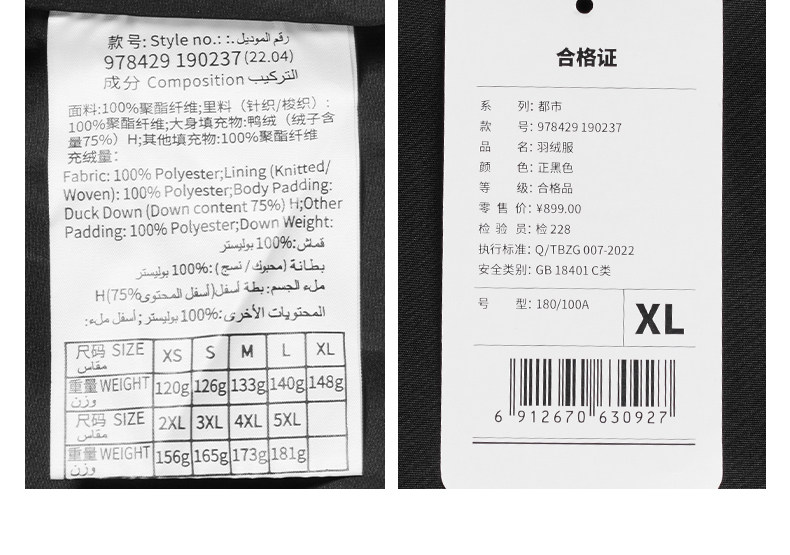 款号: Style no.: :. رقم الموديل
978429 190237(22.04)
成分 Composition التركيب
面料:100%聚酯纤维;里料（针织/梭织）:
100%聚酯纤维;大身填充物:鸭绒（绒子含
量75%）H;其他填充物:100%聚酯纤维
充绒量:
Fabric: 100% Polyester;Lining (Knitted/
Woven): 100% Polyester;Body Padding:
Duck Down (Down content 75%) H;Other
Padding: 100% Polyester;Down Weight:
قماش:%100 بوليستر
بطانة (محبوك/ نسج):%100 بوليستر
ملء الجسم: بطة أسفل(أسفل المحتوى%75)H
المحتويات الأخرى:%100 بوليستر; أسفل ملء:
尺码 SIZE مقاس XS S M L XL
重量 WEIGHT وزن 120g 126g 133g 140g 148g
尺码 SIZE مقاس 2XL 3XL 4XL 5XL
重量 WEIGHT وزن 156g 165g 173g 181g
合格证
系 列: 都市
款 号: 978429 190237
品 名: 羽绒服
颜 色: 正黑色
等 级: 合格品
零 售 价: ¥899.00
检 验 员: 检 228
执行标准: Q/TBZG 007-2022
安全类别: GB 18401 C类
号 型: 180/100A
XL
6 912670 630927